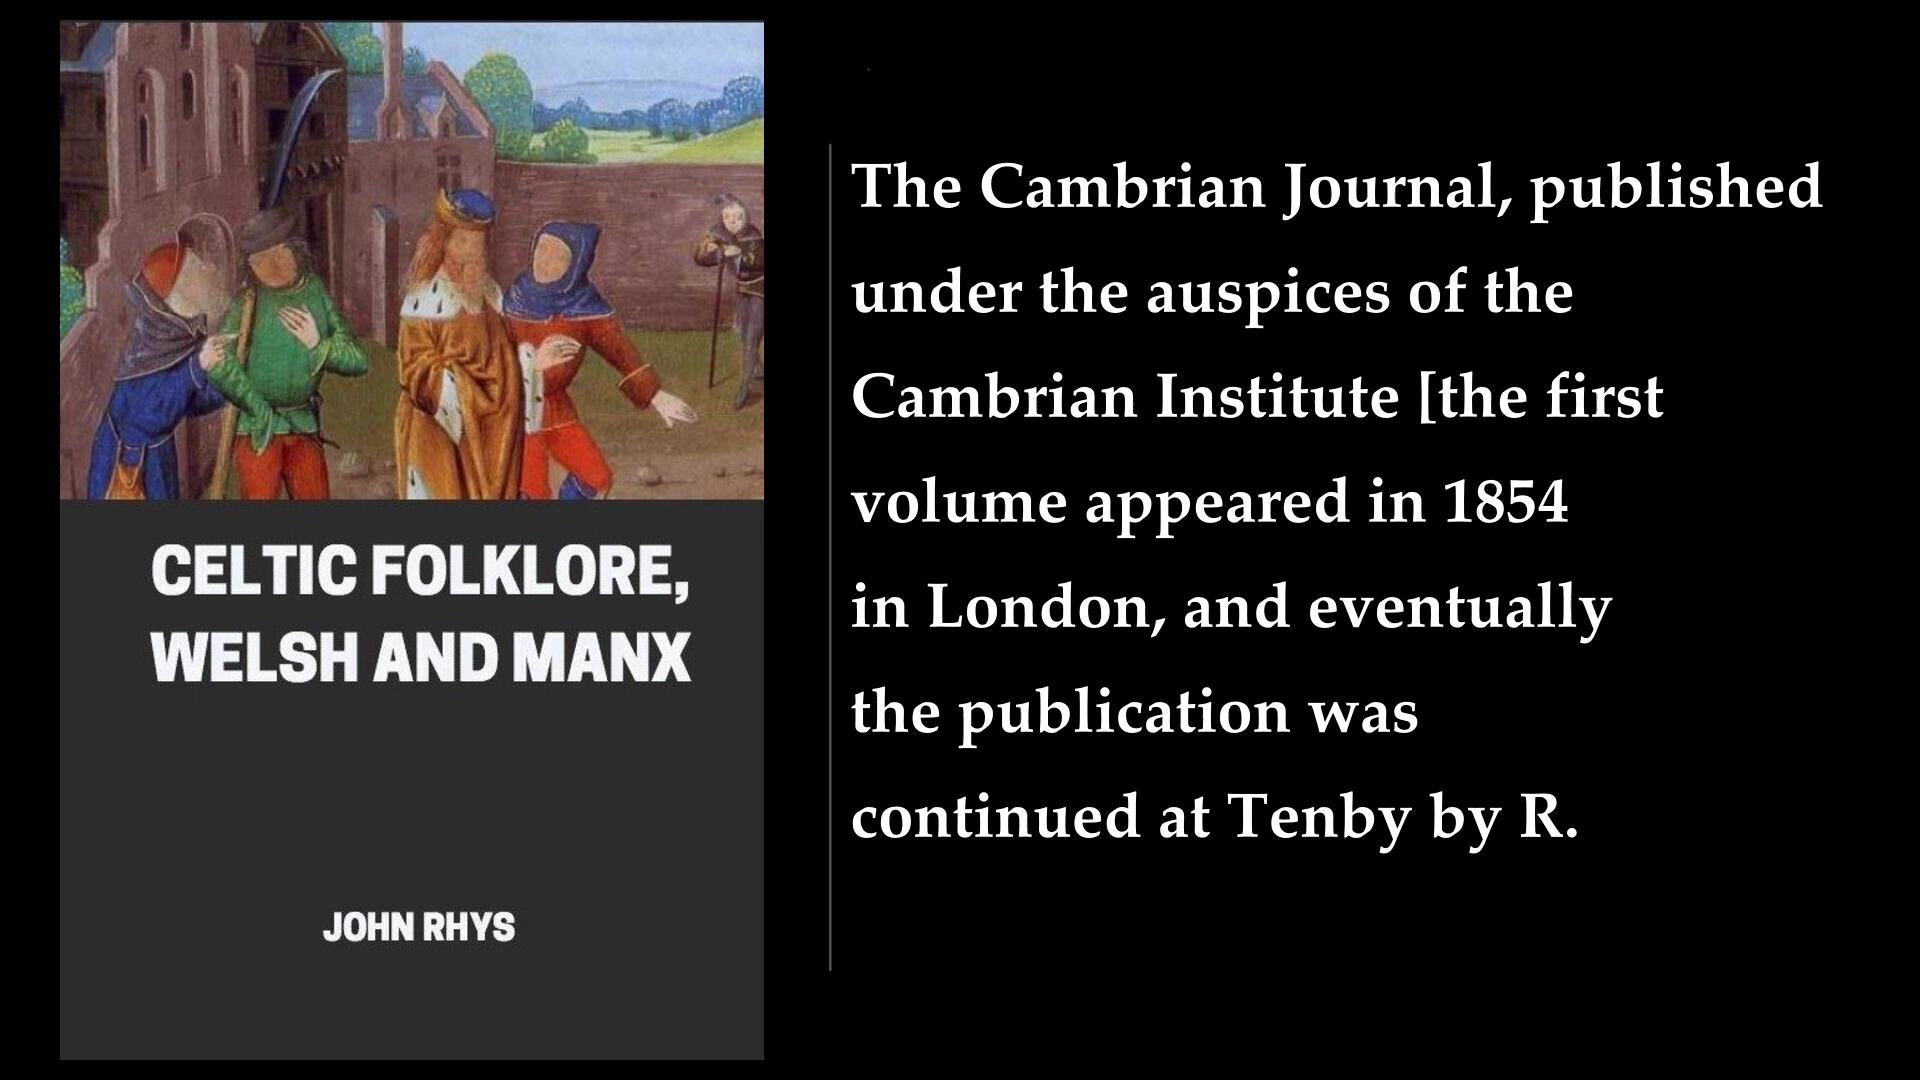 CELTIC FOLKLORE,
WELSH AND MANX
JOHN RHYS
The Cambrian Journal, published
under the auspices of the
Cambrian Institute [the first
volume appeared in 1854
in London, and eventually
the publication was
continued at Tenby by R.